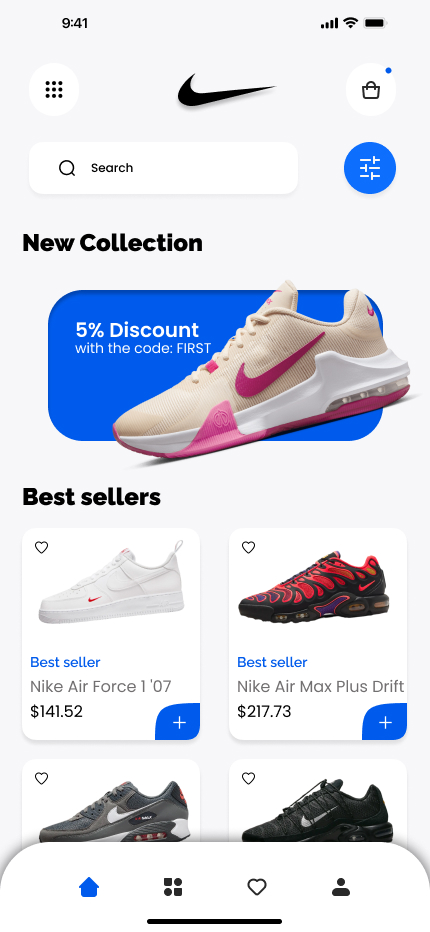 9:41
Search
New Collection
5% Discount
with the code: FIRST
Best sellers
Best seller
Nike Air Force 1 '07
$141.52
Best seller
Nike Air Max Plus Drift
$217.73